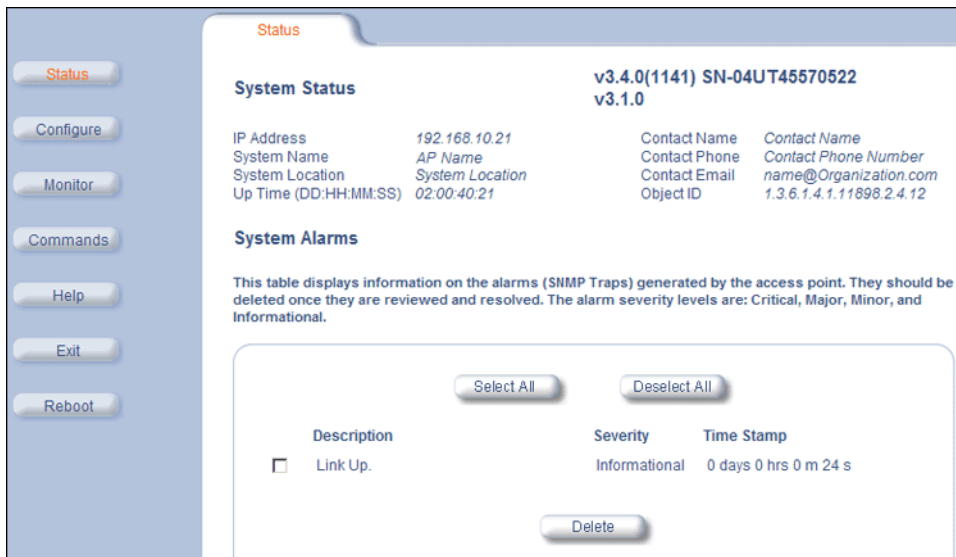 Status
Status
Configure
Monitor
Commands
Help
Exit
Reboot
System Status
v3.4.0(1141) SN-04UT45570522
v3.1.0
IP Address 192.168.10.21 Contact Name Contact Name
System Name AP Name Contact Phone Contact Phone Number
System Location System Location Contact Email name@Organization.com
Up Time (DD:HH:MM:SS) 02:00:40:21 Object ID 1.3.6.1.4.1.11898.2.4.12
System Alarms
This table displays information on the alarms (SNMP Traps) generated by the access point. They should be
deleted once they are reviewed and resolved. The alarm severity levels are: Critical, Major, Minor, and
Informational.
Select All Deselect All
Description Severity Time Stamp
Link Up. Informational 0 days 0 hrs 0 m 24 s
Delete